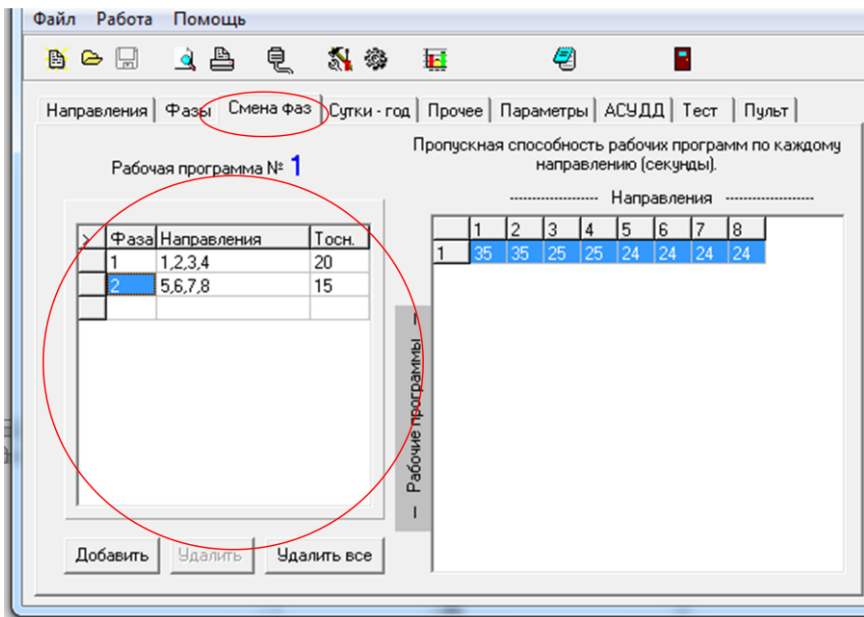 Файл Работа Помощь
Направления Фазы Смена фаз Сутки - год Прочее Параметры АСУДД Тест Пульт
Рабочая программа № 1
> Фаза Направления Тосн.
1 1,2,3,4 20
2 5,6,7,8 15
Добавить Удалить Удалить все
Пропускная способность рабочих программ по каждому
направлению (секунды).
------------------ Направления ------------------
1 2 3 4 5 6 7 8
1 35 35 25 25 24 24 24 24
— Рабочие программы —